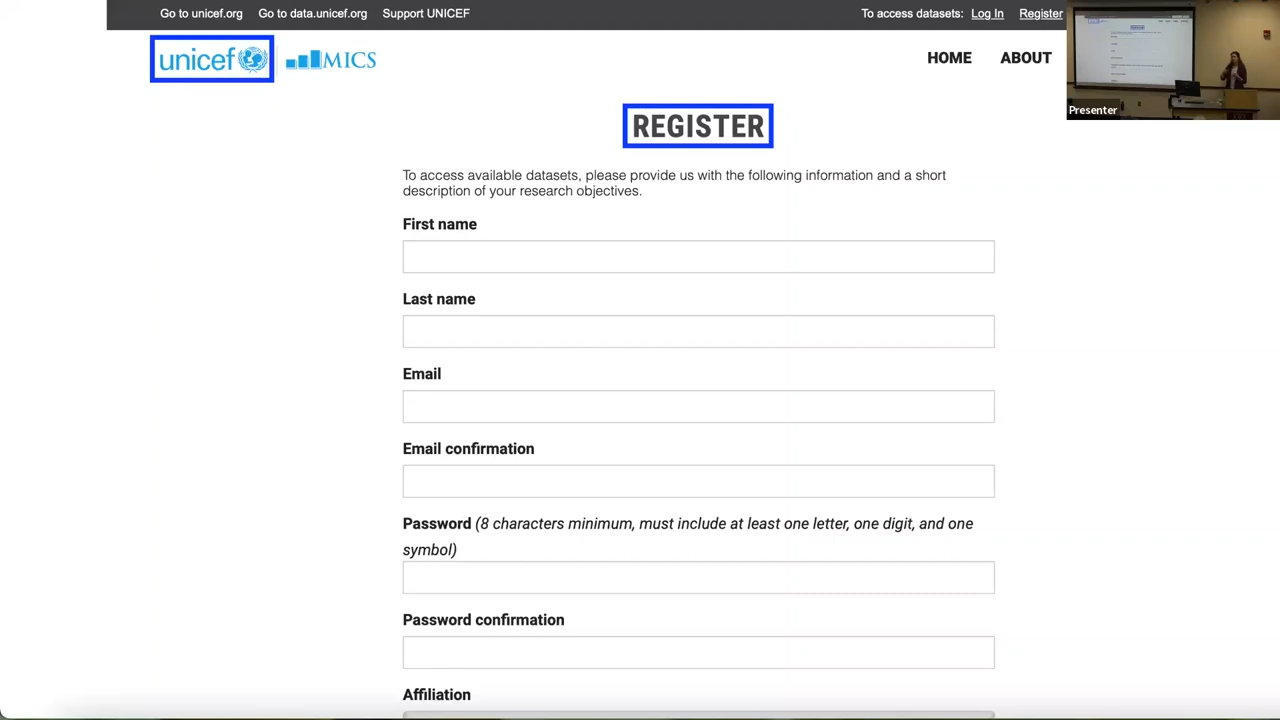 Go to unicef.org Go to data.unicef.org Support UNICEF To access datasets: Log In Register
unicef MICS HOME ABOUT
Presenter
REGISTER
To access available datasets, please provide us with the following information and a short
description of your research objectives.
First name
Last name
Email
Email confirmation
Password (8 characters minimum, must include at least one letter, one digit, and one
symbol)
Password confirmation
Affiliation